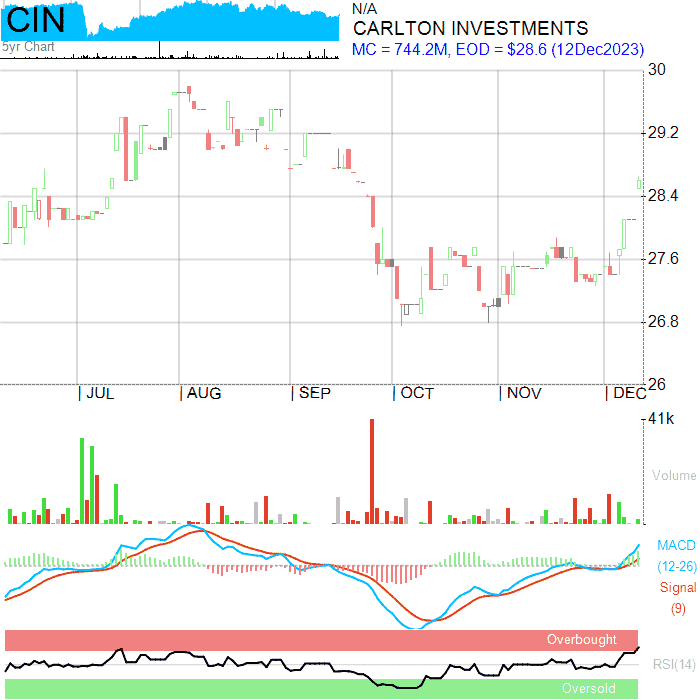 CIN
N/A
CARLTON INVESTMENTS
5yr Chart
MC = 744.2M, EOD = $28.6 (12Dec2023)
30
29.2
28.4
27.6
26.8
26
| JUL | AUG | SEP | OCT | NOV | DEC
41k
Volume
MACD
(12-26)
Signal
(9)
Overbought
RSI(14)
Oversold